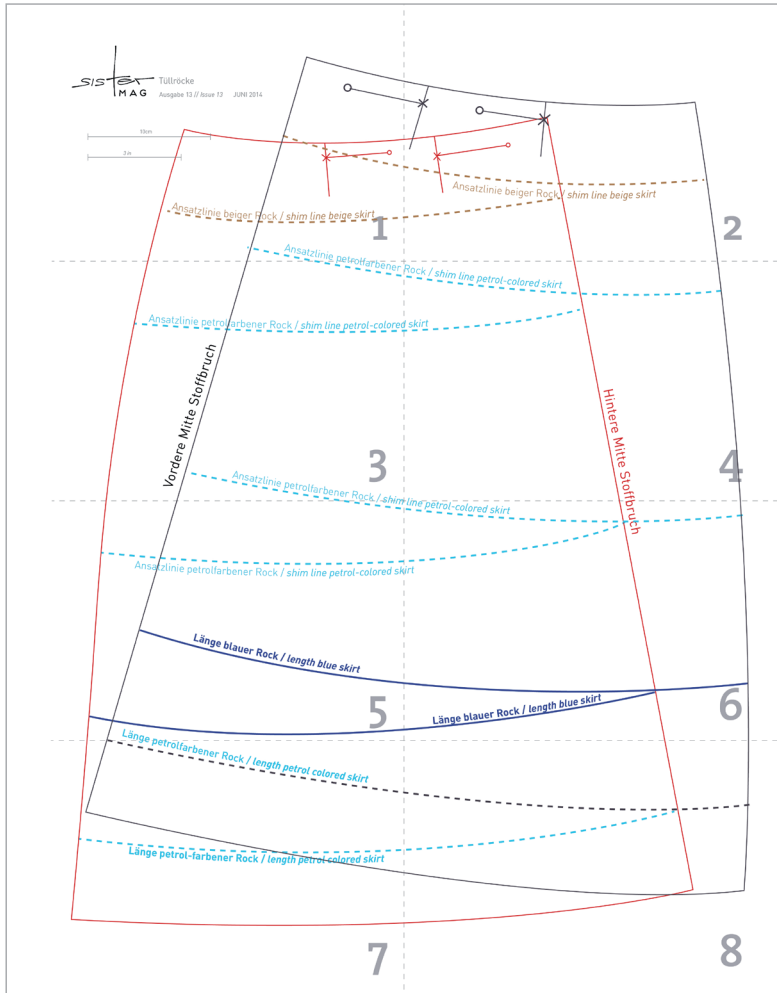 sisterMAG
Tüllröcke
Ausgabe 13 // Issue 13 JUNI 2014
10cm
2 in
Ansatzlinie beiger Rock / shim line beige skirt
Ansatzlinie beiger Rock / shim line beige skirt
1
2
Ansatzlinie petrolfarbener Rock / shim line petrol-colored skirt
Ansatzlinie petrolfarbener Rock / shim line petrol-colored skirt
Vordere Mitte Stoffbruch
Hintere Mitte Stoffbruch
3
4
Ansatzlinie petrolfarbener Rock / shim line petrol-colored skirt
Ansatzlinie petrolfarbener Rock / shim line petrol-colored skirt
Länge blauer Rock / length blue skirt
Länge blauer Rock / length blue skirt
5
6
Länge petrolfarbener Rock / length petrol colored skirt
Länge petrol-farbener Rock / length petrol colored skirt
7
8